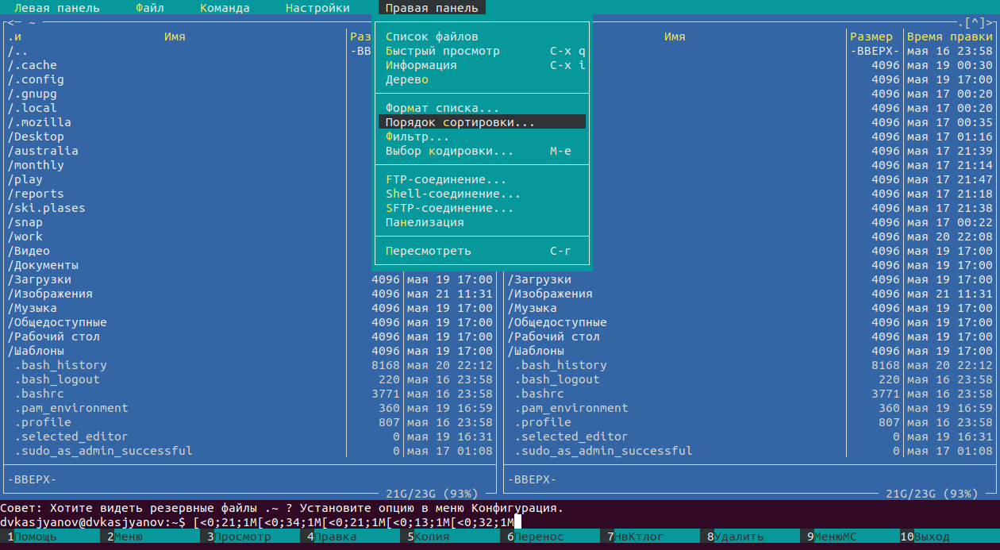 Левая панель Файл Команда Настройки Правая панель
<─ ~ .[^]>
.и Имя Раз Список файлов Имя Размер Время правки
/.. -ВВ Быстрый просмотр C-x q -ВВЕРХ- мая 16 23:58
/.cache Информация C-x i 4096 мая 19 00:30
/.config Дерево 4096 мая 19 17:00
/.gnupg 4096 мая 17 00:20
/.local Формат списка... 4096 мая 17 00:20
/.mozilla Порядок сортировки... 4096 мая 17 00:35
/Desktop Фильтр... 4096 мая 17 01:16
/australia Выбор кодировки... M-e 4096 мая 17 21:39
/monthly 4096 мая 17 21:14
/play FTP-соединение... 4096 мая 17 21:47
/reports Shell-соединение... 4096 мая 17 21:18
/ski.plases SFTP-соединение... 4096 мая 17 21:38
/snap Панелизация 4096 мая 17 00:22
/work 4096 мая 20 22:08
/Видео Пересмотреть C-r 4096 мая 19 17:00
/Документы 4096 мая 19 17:00
/Загрузки 4096 мая 19 17:00 /Загрузки 4096 мая 19 17:00
/Изображения 4096 мая 21 11:31 /Изображения 4096 мая 21 11:31
/Музыка 4096 мая 19 17:00 /Музыка 4096 мая 19 17:00
/Общедоступные 4096 мая 19 17:00 /Общедоступные 4096 мая 19 17:00
/Рабочий стол 4096 мая 19 17:00 /Рабочий стол 4096 мая 19 17:00
/Шаблоны 4096 мая 19 17:00 /Шаблоны 4096 мая 19 17:00
.bash_history 8168 мая 20 22:12 .bash_history 8168 мая 20 22:12
.bash_logout 220 мая 16 23:58 .bash_logout 220 мая 16 23:58
.bashrc 3771 мая 16 23:58 .bashrc 3771 мая 16 23:58
.pam_environment 360 мая 19 16:59 .pam_environment 360 мая 19 16:59
.profile 807 мая 16 23:58 .profile 807 мая 16 23:58
.selected_editor 0 мая 19 16:31 .selected_editor 0 мая 19 16:31
.sudo_as_admin_successful 0 мая 17 01:08 .sudo_as_admin_successful 0 мая 17 01:08
-ВВЕРХ- -ВВЕРХ-
21G/23G (93%) 21G/23G (93%)
Совет: Хотите видеть резервные файлы .~ ? Установите опцию в меню Конфигурация.
dvkasjyanov@dvkasjyanov:~$ [<0;21;1M[<0;34;1M[<0;21;1M[<0;13;1M[<0;32;1M
1Помощь 2Меню 3Просмотр 4Правка 5Копия 6Перенос 7НвКтлог 8Удалить 9МенюМС 10Выход